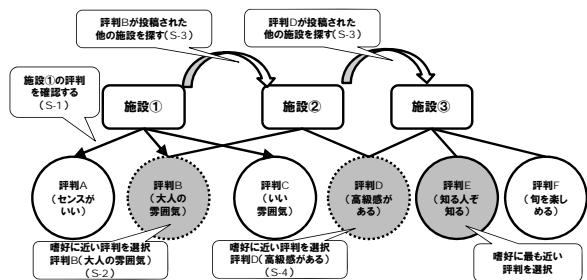 評判Bが投稿された
他の施設を探す(S-3)
評判Dが投稿された
他の施設を探す(S-3)
施設①の評判
を確認する
(S-1)
施設①
施設②
施設③
評判A
(センスが
いい)
評判B
(大人の
雰囲気)
評判C
(いい
雰囲気)
評判D
(高級感が
ある)
評判E
(知る人ぞ
知る)
評判F
(旬を楽し
める)
嗜好に近い評判を選択
評判B(大人の雰囲気)
(S-2)
嗜好に近い評判を選択
評判D(高級感がある)
(S-4)
嗜好に最も近い
評判を選択